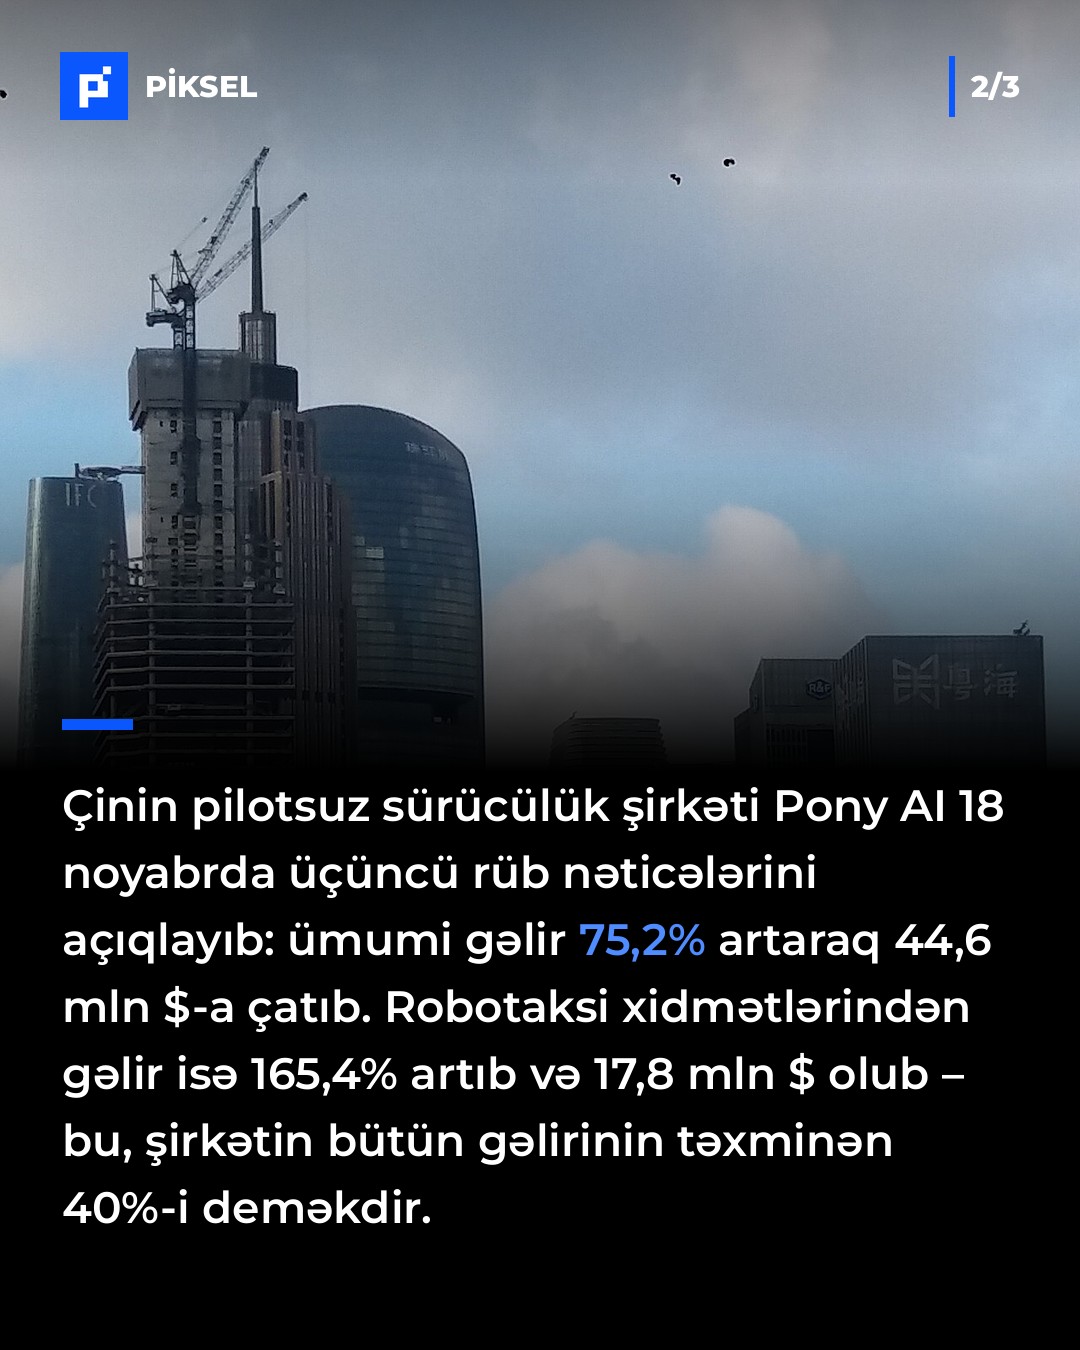 PİKSEL
2/3
IFC
R&F
粤海
Çinin pilotsuz sürücülük şirkəti Pony AI 18
noyabrda üçüncü rüb nəticələrini
açıqlayıb: ümumi gəlir 75,2% artaraq 44,6
mln $-a çatıb. Robotaksi xidmətlərindən
gəlir isə 165,4% artıb və 17,8 mln $ olub –
bu, şirkətin bütün gəlirinin təxminən
40%-i deməkdir.